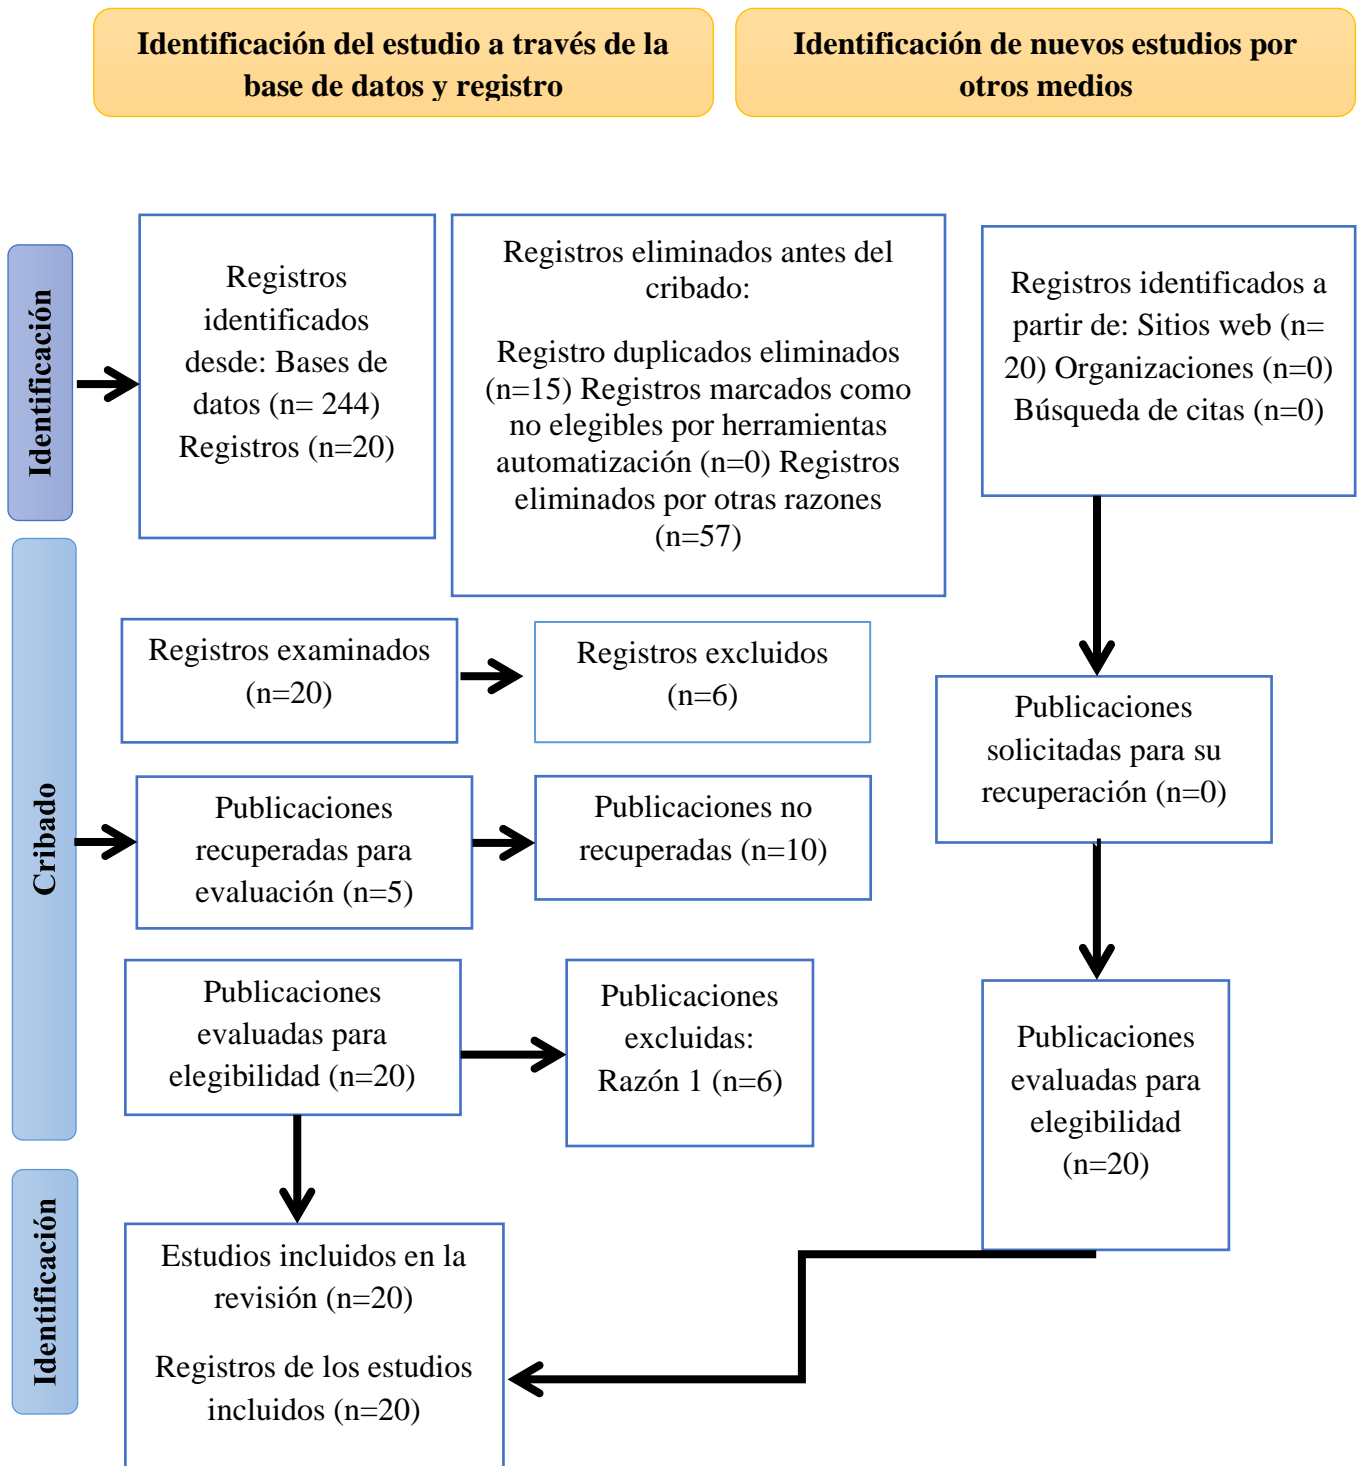 Identificación del estudio a través de la
base de datos y registro
Identificación de nuevos estudios por
otros medios
Identificación
Registros
identificados
desde: Bases de
datos (n= 244)
Registros (n=20)
Registros eliminados antes del
cribado:
Registro duplicados eliminados
(n=15) Registros marcados como
no elegibles por herramientas
automatización (n=0) Registros
eliminados por otras razones
(n=57)
Registros identificados a
partir de: Sitios web (n=
20) Organizaciones (n=0)
Búsqueda de citas (n=0)
Cribado
Registros examinados
(n=20)
Registros excluidos
(n=6)
Publicaciones
solicitadas para su
recuperación (n=0)
Publicaciones
recuperadas para
evaluación (n=5)
Publicaciones no
recuperadas (n=10)
Publicaciones
evaluadas para
elegibilidad (n=20)
Publicaciones
excluidas:
Razón 1 (n=6)
Publicaciones
evaluadas para
elegibilidad
(n=20)
Identificación
Estudios incluidos en la
revisión (n=20)
Registros de los estudios
incluidos (n=20)